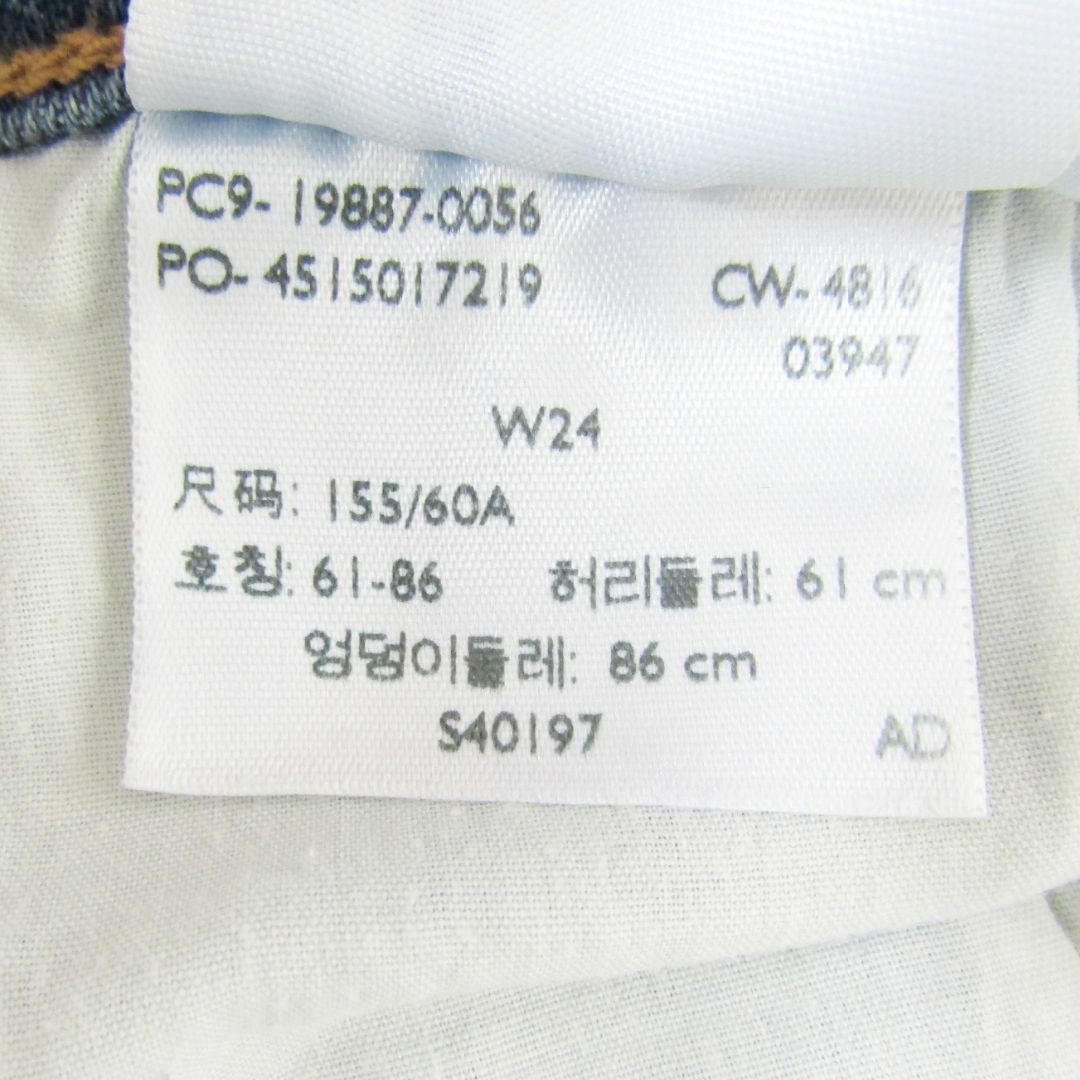 PC9- 19887-0056
PO- 4515017219 CW- 4816
03947
W24
尺码: 155/60A
호칭: 61-86 허리둘레: 61 cm
엉덩이둘레: 86 cm
S40197 AD